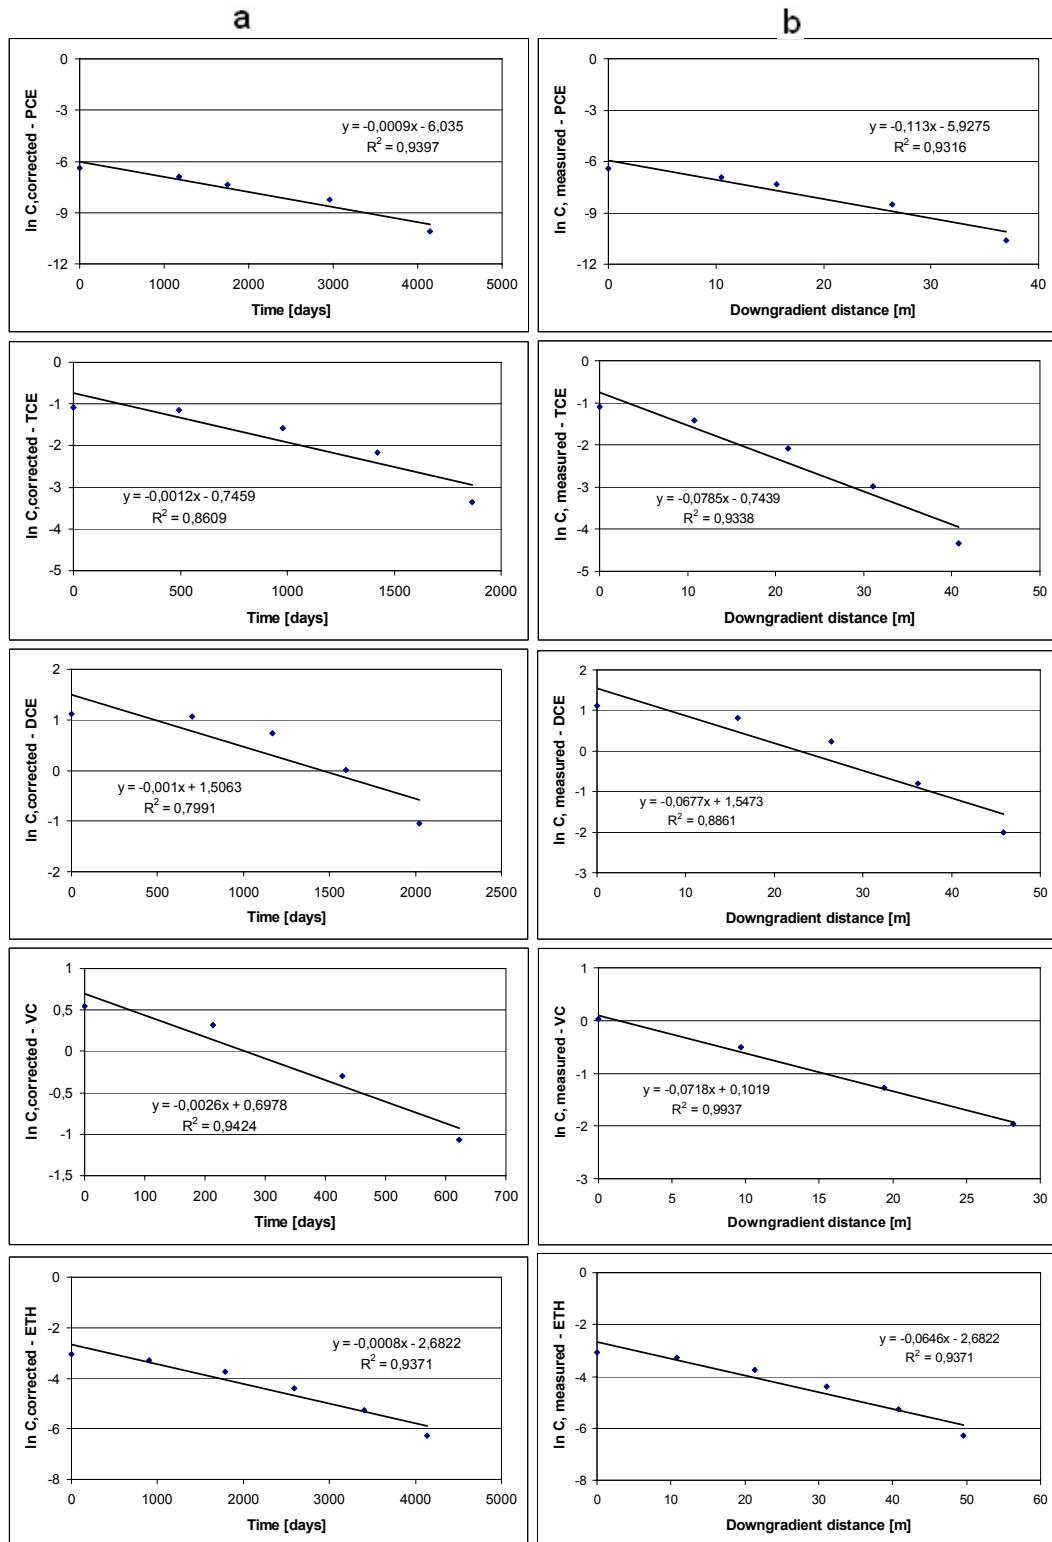 a
b
ln C,corrected - PCE
0
-3
-6
-9
-12
y = -0,0009x - 6,035
R² = 0,9397
0 1000 2000 3000 4000 5000
Time [days]
ln C, measured - PCE
0
-3
-6
-9
-12
y = -0,113x - 5,9275
R² = 0,9316
0 10 20 30 40
Downgradient distance [m]
ln C,corrected - TCE
0
-1
-2
-3
-4
-5
y = -0,0012x - 0,7459
R² = 0,8609
0 500 1000 1500 2000
Time [days]
ln C, measured - TCE
0
-1
-2
-3
-4
-5
y = -0,0785x - 0,7439
R² = 0,9338
0 10 20 30 40 50
Downgradient distance [m]
ln C,corrected - DCE
2
1
0
-1
-2
y = -0,001x + 1,5063
R² = 0,7991
0 500 1000 1500 2000 2500
Time [days]
ln C, measured - DCE
2
1
0
-1
-2
-3
y = -0,0677x + 1,5473
R² = 0,8861
0 10 20 30 40 50
Downgradient distance [m]
ln C,corrected - VC
1
0,5
0
-0,5
-1
-1,5
y = -0,0026x + 0,6978
R² = 0,9424
0 100 200 300 400 500 600 700
Time [days]
ln C, measured - VC
1
0
-1
-2
-3
y = -0,0718x + 0,1019
R² = 0,9937
0 5 10 15 20 25 30
Downgradient distance [m]
ln C,corrected - ETH
0
-2
-4
-6
-8
y = -0,0008x - 2,6822
R² = 0,9371
0 1000 2000 3000 4000 5000
Time [days]
ln C, measured - ETH
0
-2
-4
-6
-8
y = -0,0646x - 2,6822
R² = 0,9371
0 10 20 30 40 50 60
Downgradient distance [m]